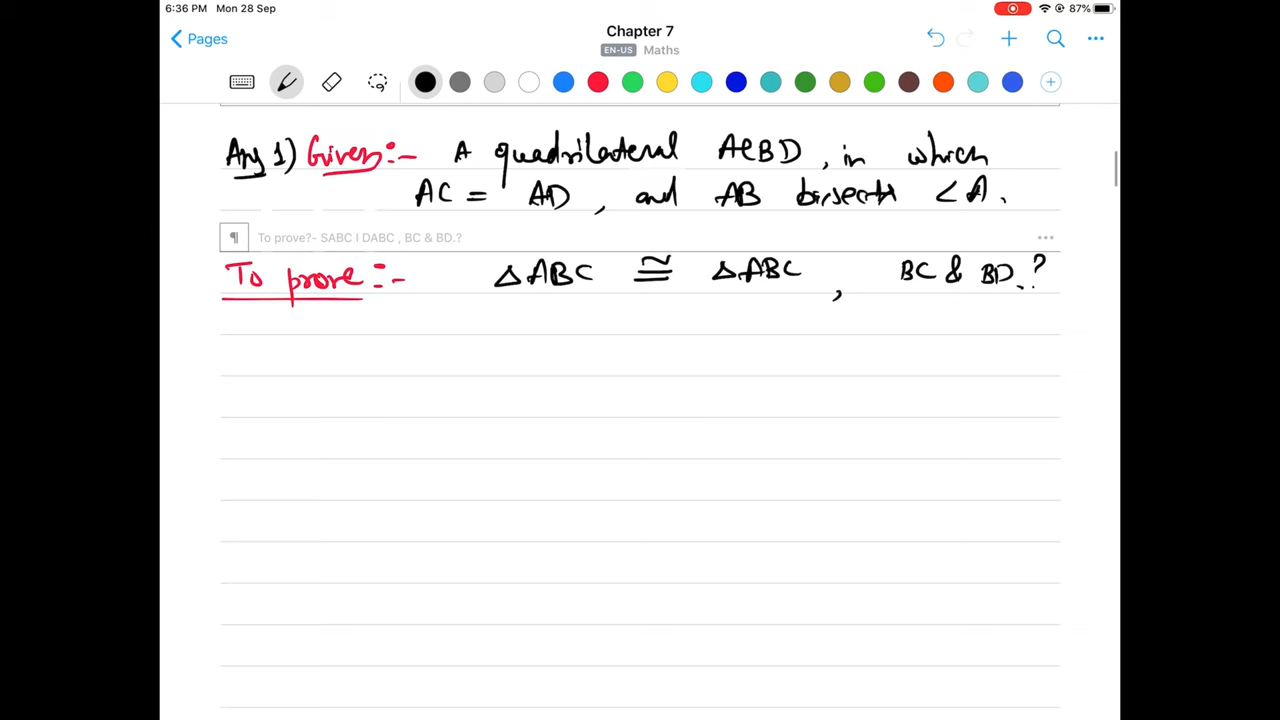 6:36 PM Mon 28 Sep
87%
Pages
Chapter 7
EN-US Maths
Ans 1) Given:- A quadrilateral ACBD, in which
AC = AD, and AB bisects <A.
¶ To prove?- SABC I DABC , BC & BD.?
To prove:- △ABC ≅ △ABC, BC & BD.?